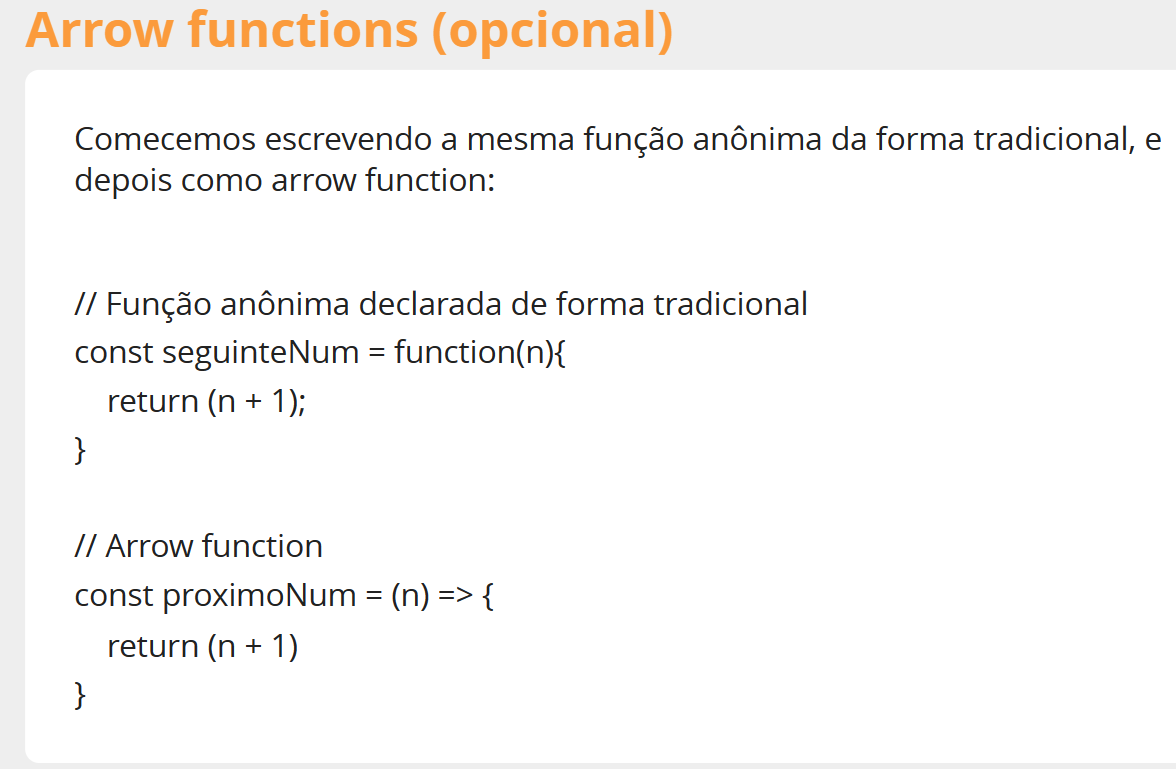 Arrow functions (opcional)
Comecemos escrevendo a mesma função anônima da forma tradicional, e
depois como arrow function:
// Função anônima declarada de forma tradicional
const seguinteNum = function(n){
return (n + 1);
}
// Arrow function
const proximoNum = (n) => {
return (n + 1)
}